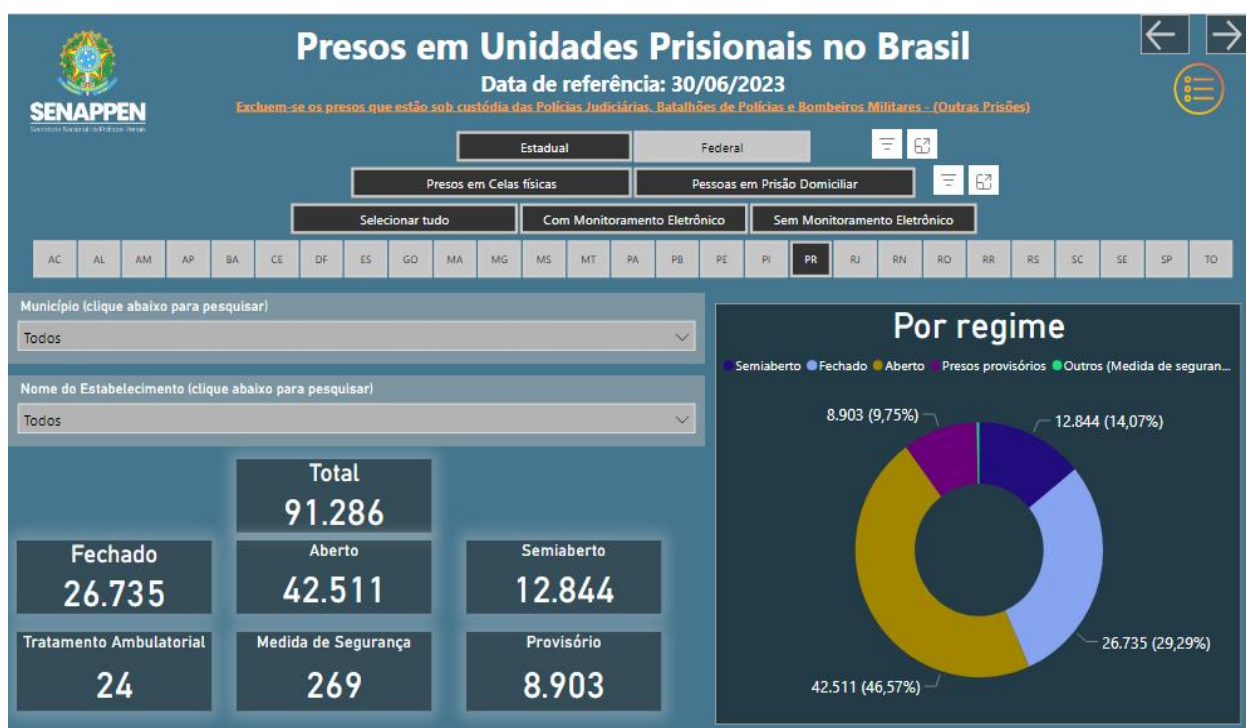 Presos em Unidades Prisionais no Brasil
Data de referência: 30/06/2023
Excluem-se os presos que estão sob custódia das Polícias Judiciárias, Batalhões de Polícias e Bombeiros Militares - (Outras Prisões)
SENAPPEN
Secretaria Nacional de Políticas Penais
Estadual
Federal
Presos em Celas físicas
Pessoas em Prisão Domiciliar
Selecionar tudo
Com Monitoramento Eletrônico
Sem Monitoramento Eletrônico
AC AL AM AP BA CE DF ES GO MA MG MS MT PA PB PE PI PR RJ RN RO RR RS SC SE SP TO
Município (clique abaixo para pesquisar)
Todos
Nome do Estabelecimento (clique abaixo para pesquisar)
Todos
Total
91.286
Fechado
26.735
Aberto
42.511
Semiaberto
12.844
Tratamento Ambulatorial
24
Medida de Segurança
269
Provisório
8.903
Por regime
Semiaberto Fechado Aberto Presos provisórios Outros (Medida de seguran...
8.903 (9,75%)
12.844 (14,07%)
26.735 (29,29%)
42.511 (46,57%)